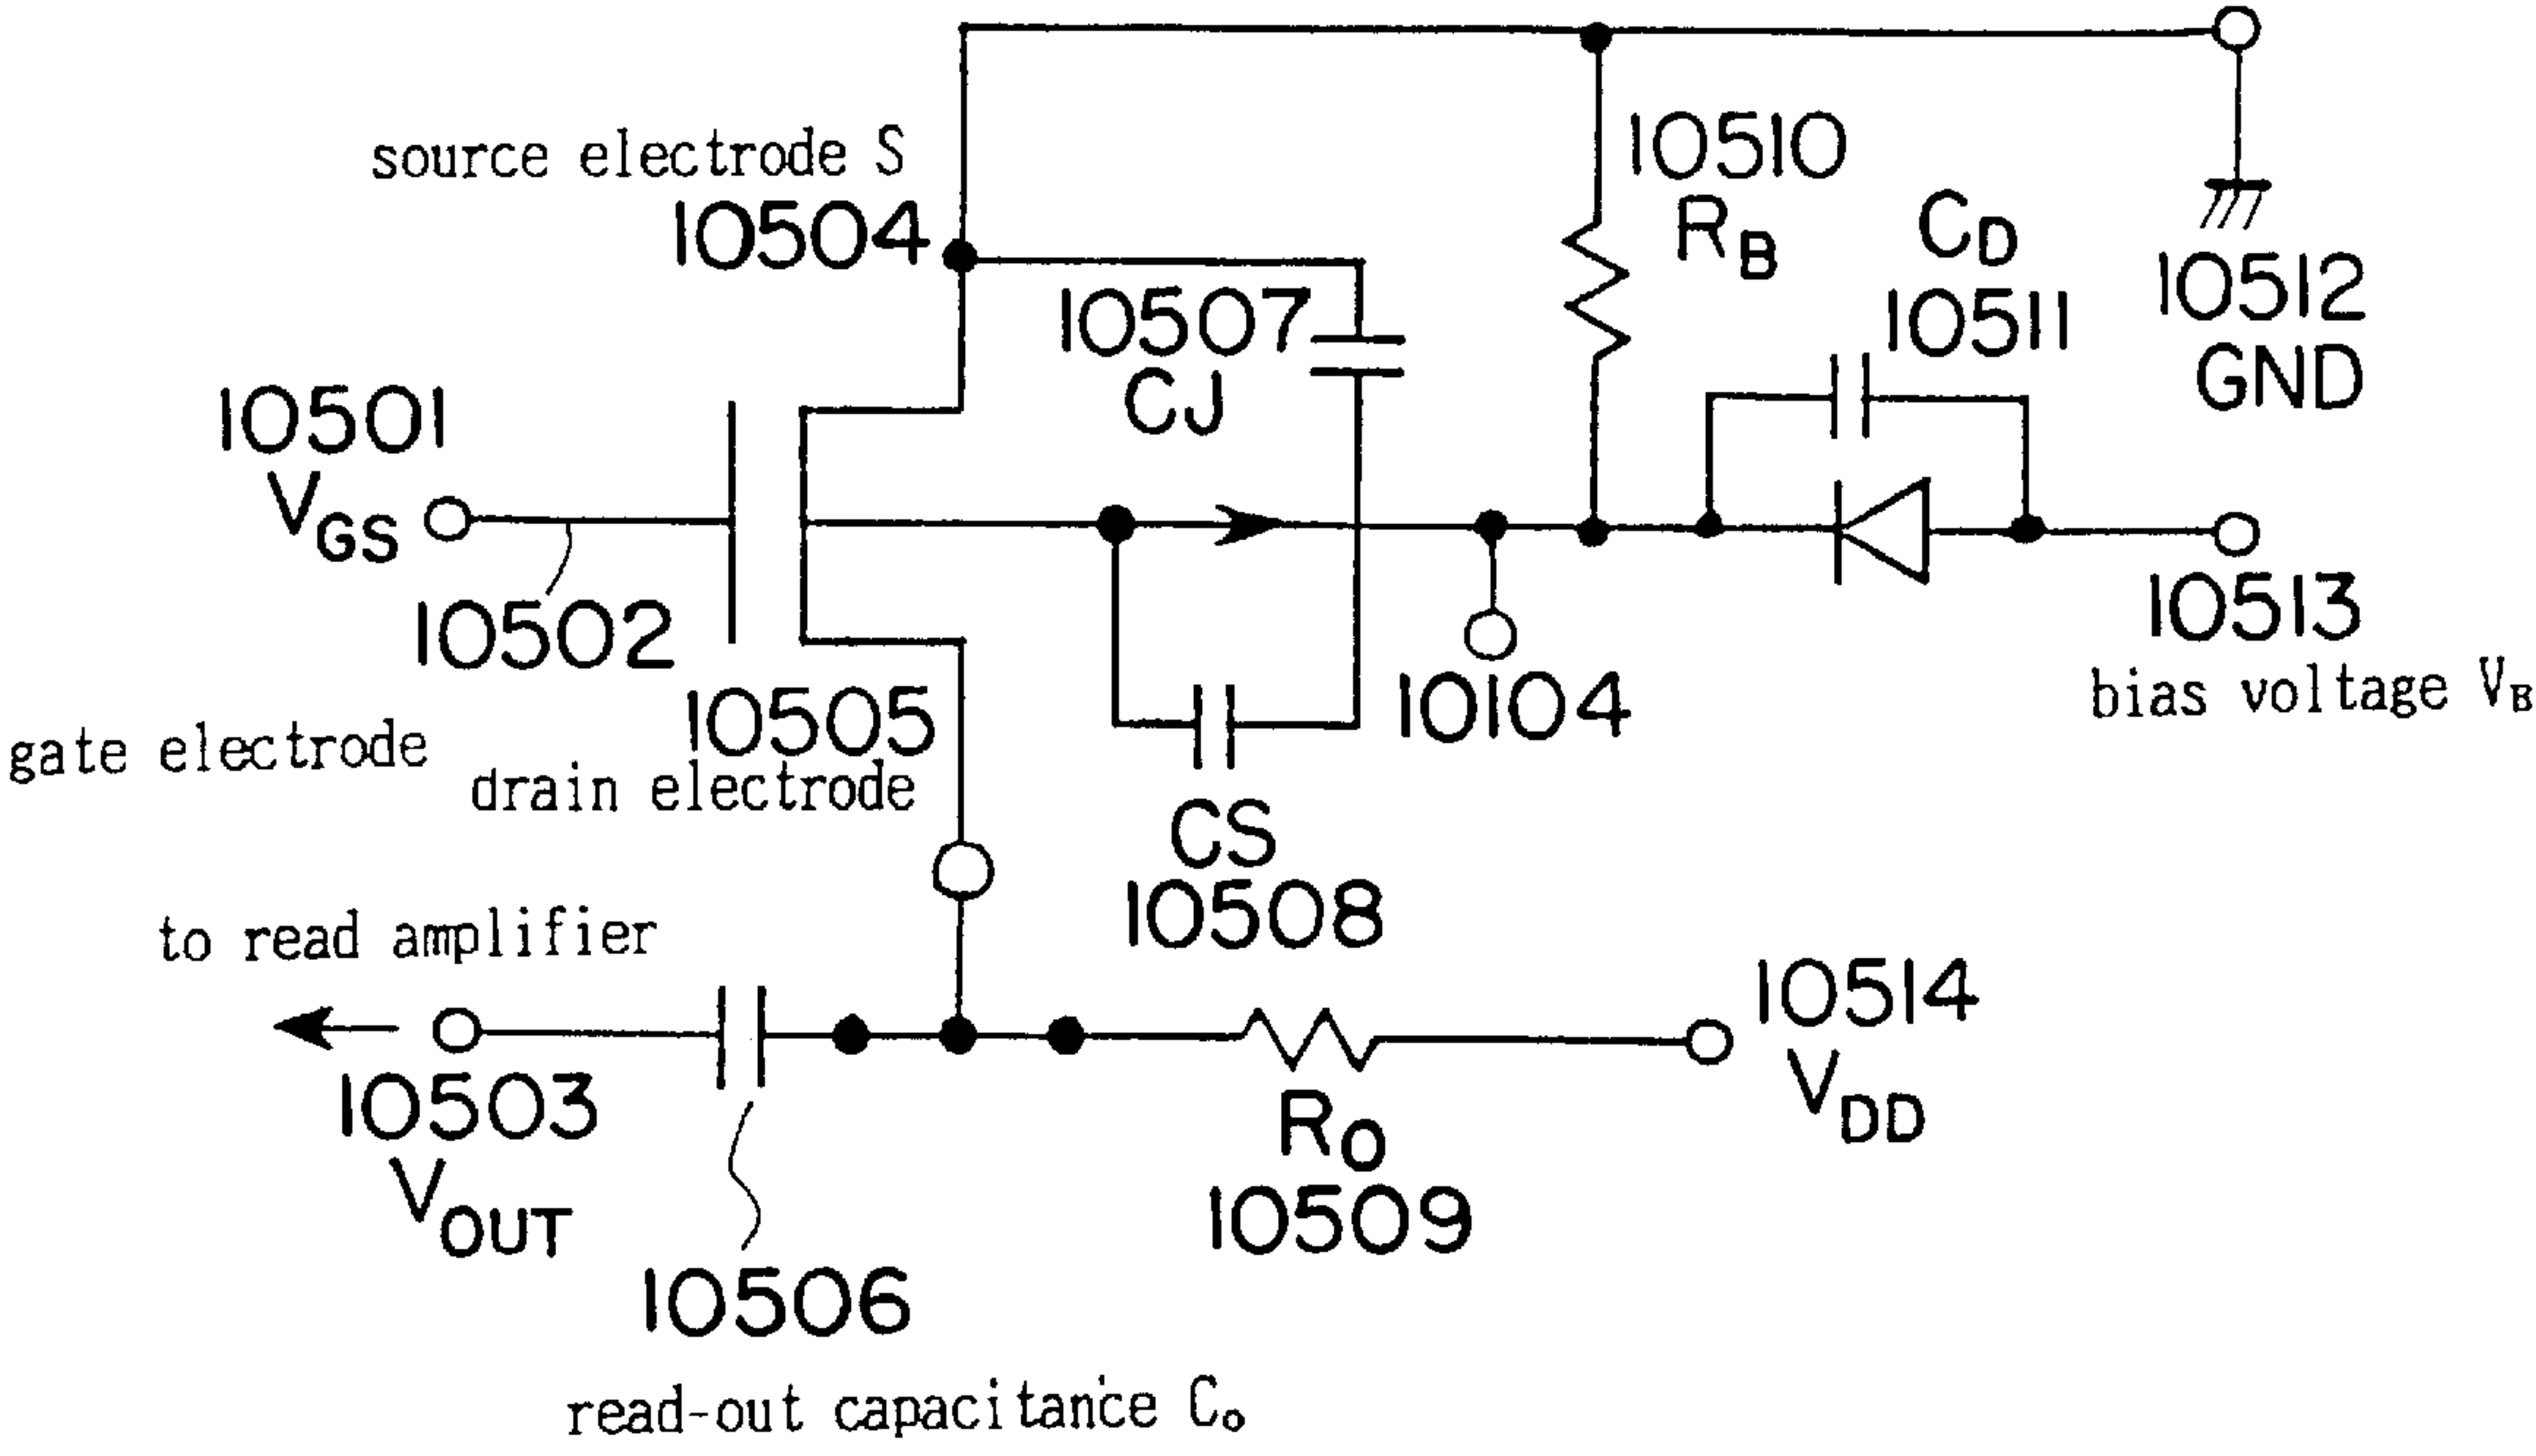 source electrode S
10504
10510
R_B
C_D
10511
10512
GND
10507
CJ
10501
V_GS
10502
gate electrode
10505
drain electrode
10104
10513
bias voltage V_B
CS
10508
to read amplifier
10503
V_OUT
10506
read-out capacitance C_o
R_O
10509
10514
V_DD